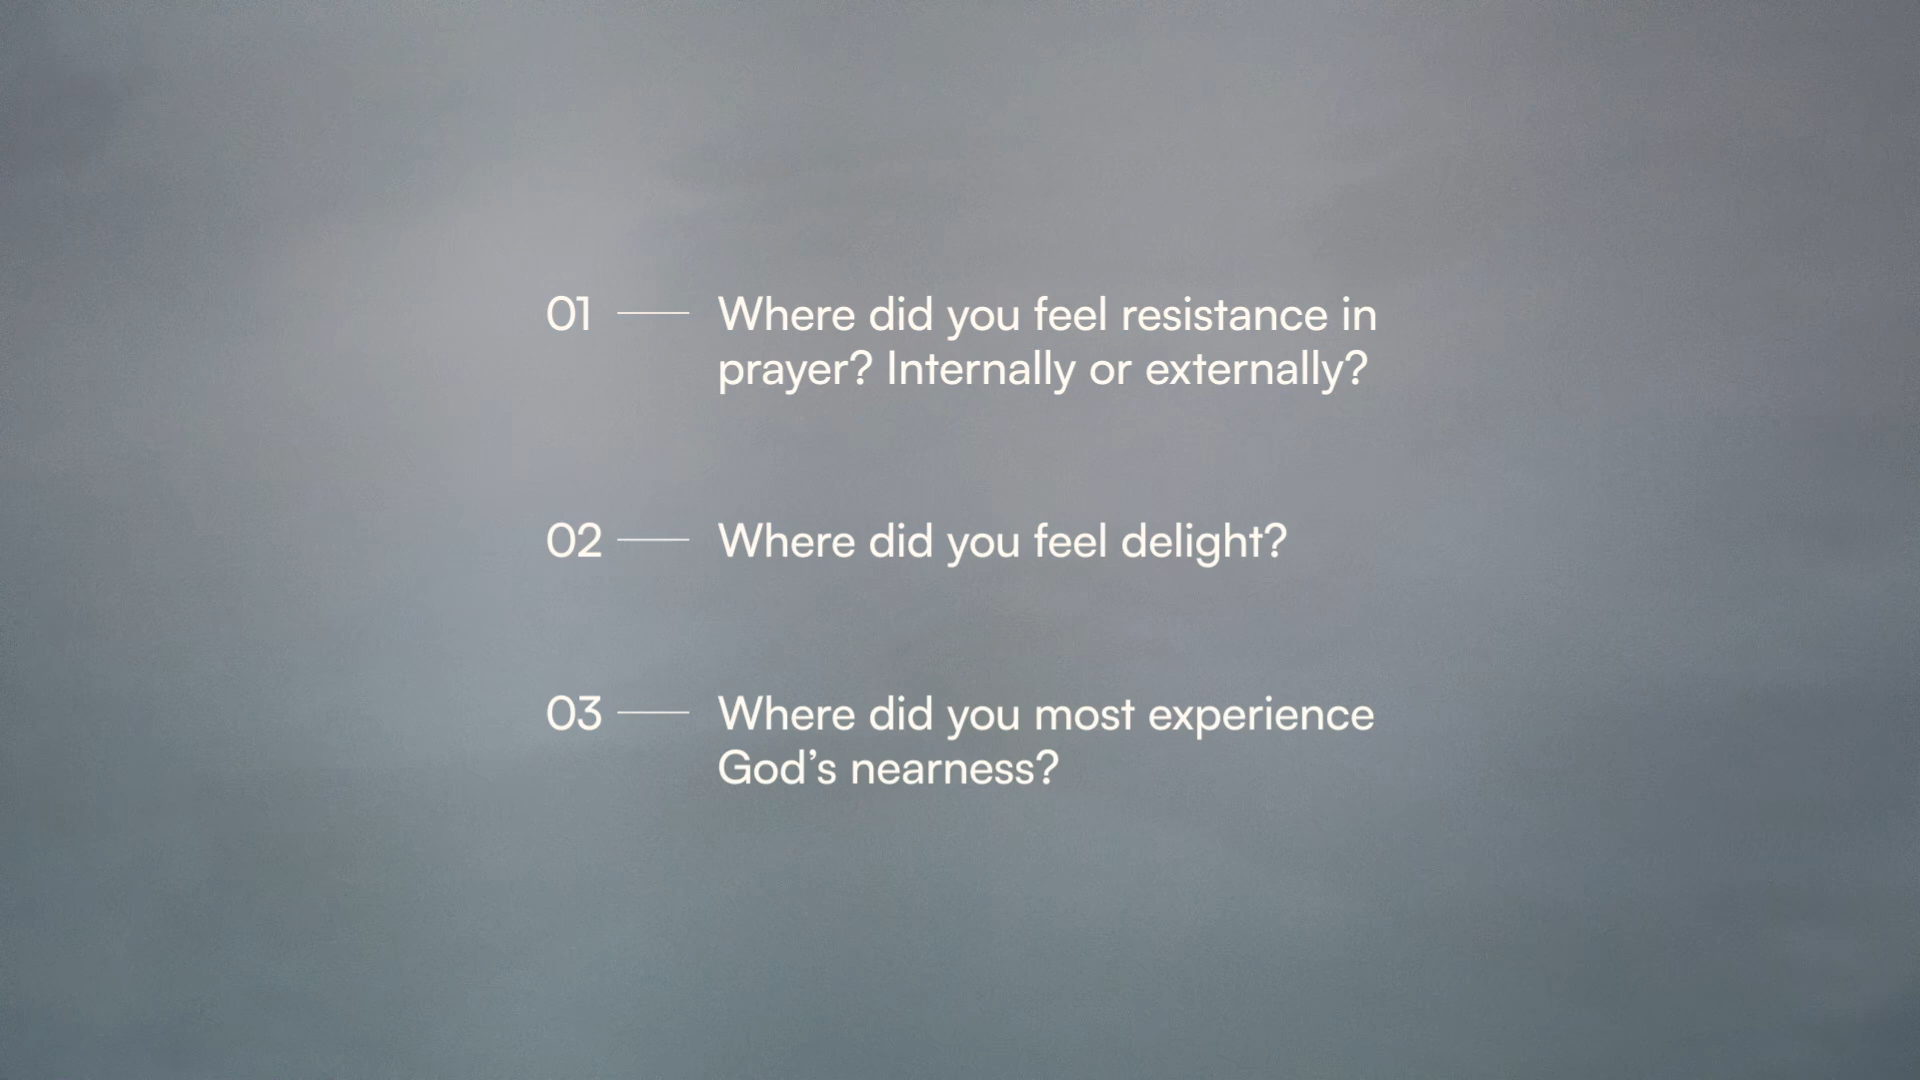 01 Where did you feel resistance in
prayer? Internally or externally?
02 Where did you feel delight?
03 Where did you most experience
God’s nearness?